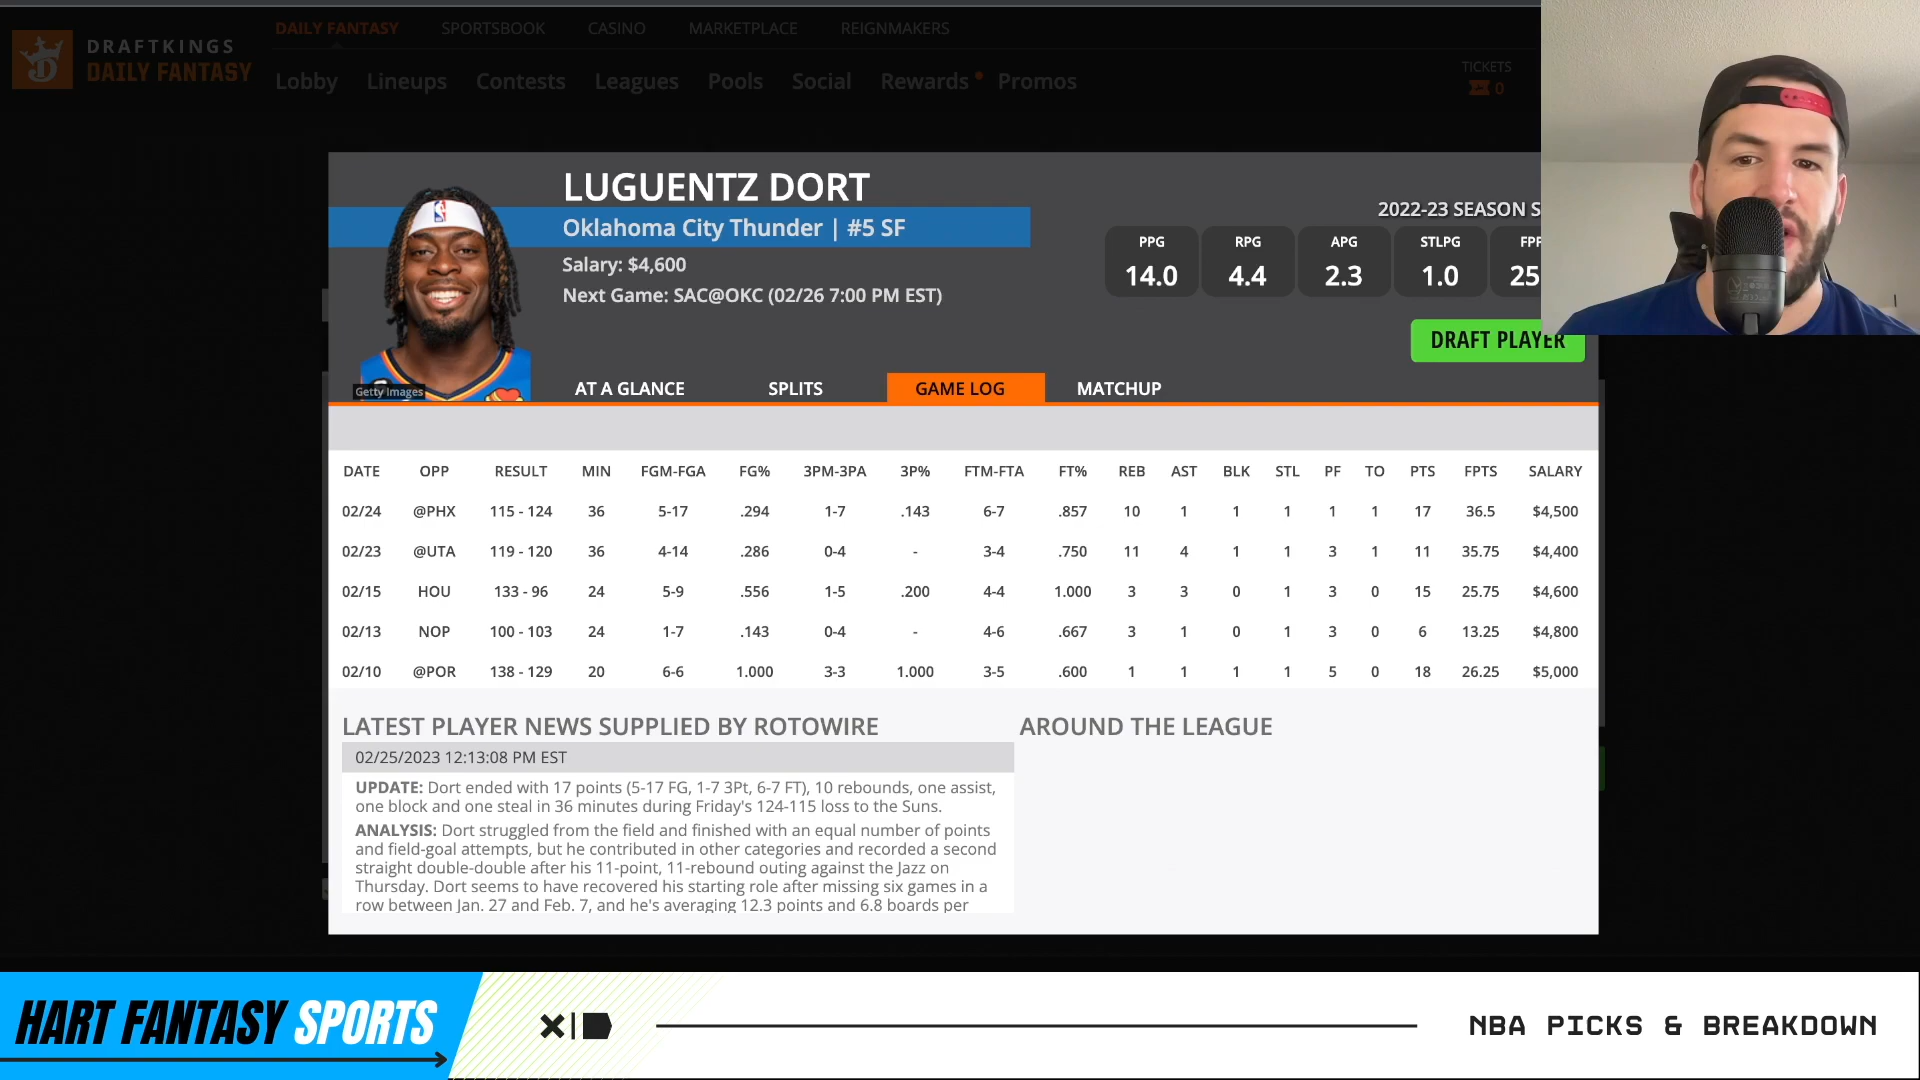 DAILY FANTASY SPORTSBOOK CASINO MARKETPLACE REIGNMAKERS
DRAFTKINGS
DAILY FANTASY
Lobby Lineups Contests Leagues Pools Social Rewards Promos
TICKETS
0
LUGUENTZ DORT
Oklahoma City Thunder | #5 SF
Salary: $4,600
Next Game: SAC@OKC (02/26 7:00 PM EST)
2022-23 SEASON S
PPG RPG APG STLPG FPP
14.0 4.4 2.3 1.0 25
DRAFT PLAYER
Getty Images
AT A GLANCE SPLITS GAME LOG MATCHUP
DATE OPP RESULT MIN FGM-FGA FG% 3PM-3PA 3P% FTM-FTA FT% REB AST BLK STL PF TO PTS FPTS SALARY
02/24 @PHX 115 - 124 36 5-17 .294 1-7 .143 6-7 .857 10 1 1 1 1 1 17 36.5 $4,500
02/23 @UTA 119 - 120 36 4-14 .286 0-4 - 3-4 .750 11 4 1 1 3 1 11 35.75 $4,400
02/15 HOU 133 - 96 24 5-9 .556 1-5 .200 4-4 1.000 3 3 0 1 3 0 15 25.75 $4,600
02/13 NOP 100 - 103 24 1-7 .143 0-4 - 4-6 .667 3 1 0 1 3 0 6 13.25 $4,800
02/10 @POR 138 - 129 20 6-6 1.000 3-3 1.000 3-5 .600 1 1 1 1 5 0 18 26.25 $5,000
LATEST PLAYER NEWS SUPPLIED BY ROTOWIRE
AROUND THE LEAGUE
02/25/2023 12:13:08 PM EST
UPDATE: Dort ended with 17 points (5-17 FG, 1-7 3Pt, 6-7 FT), 10 rebounds, one assist,
one block and one steal in 36 minutes during Friday's 124-115 loss to the Suns.
ANALYSIS: Dort struggled from the field and finished with an equal number of points
and field-goal attempts, but he contributed in other categories and recorded a second
straight double-double after his 11-point, 11-rebound outing against the Jazz on
Thursday. Dort seems to have recovered his starting role after missing six games in a
row between Jan. 27 and Feb. 7, and he's averaging 12.3 points and 6.8 boards per
HART FANTASY SPORTS
NBA PICKS & BREAKDOWN